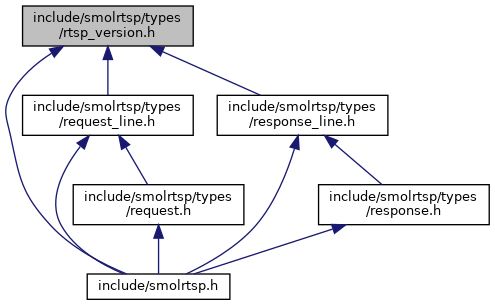 include/smolrtsp/types
/rtsp_version.h
include/smolrtsp/types
/request_line.h
include/smolrtsp/types
/response_line.h
include/smolrtsp/types
/request.h
include/smolrtsp/types
/response.h
include/smolrtsp.h